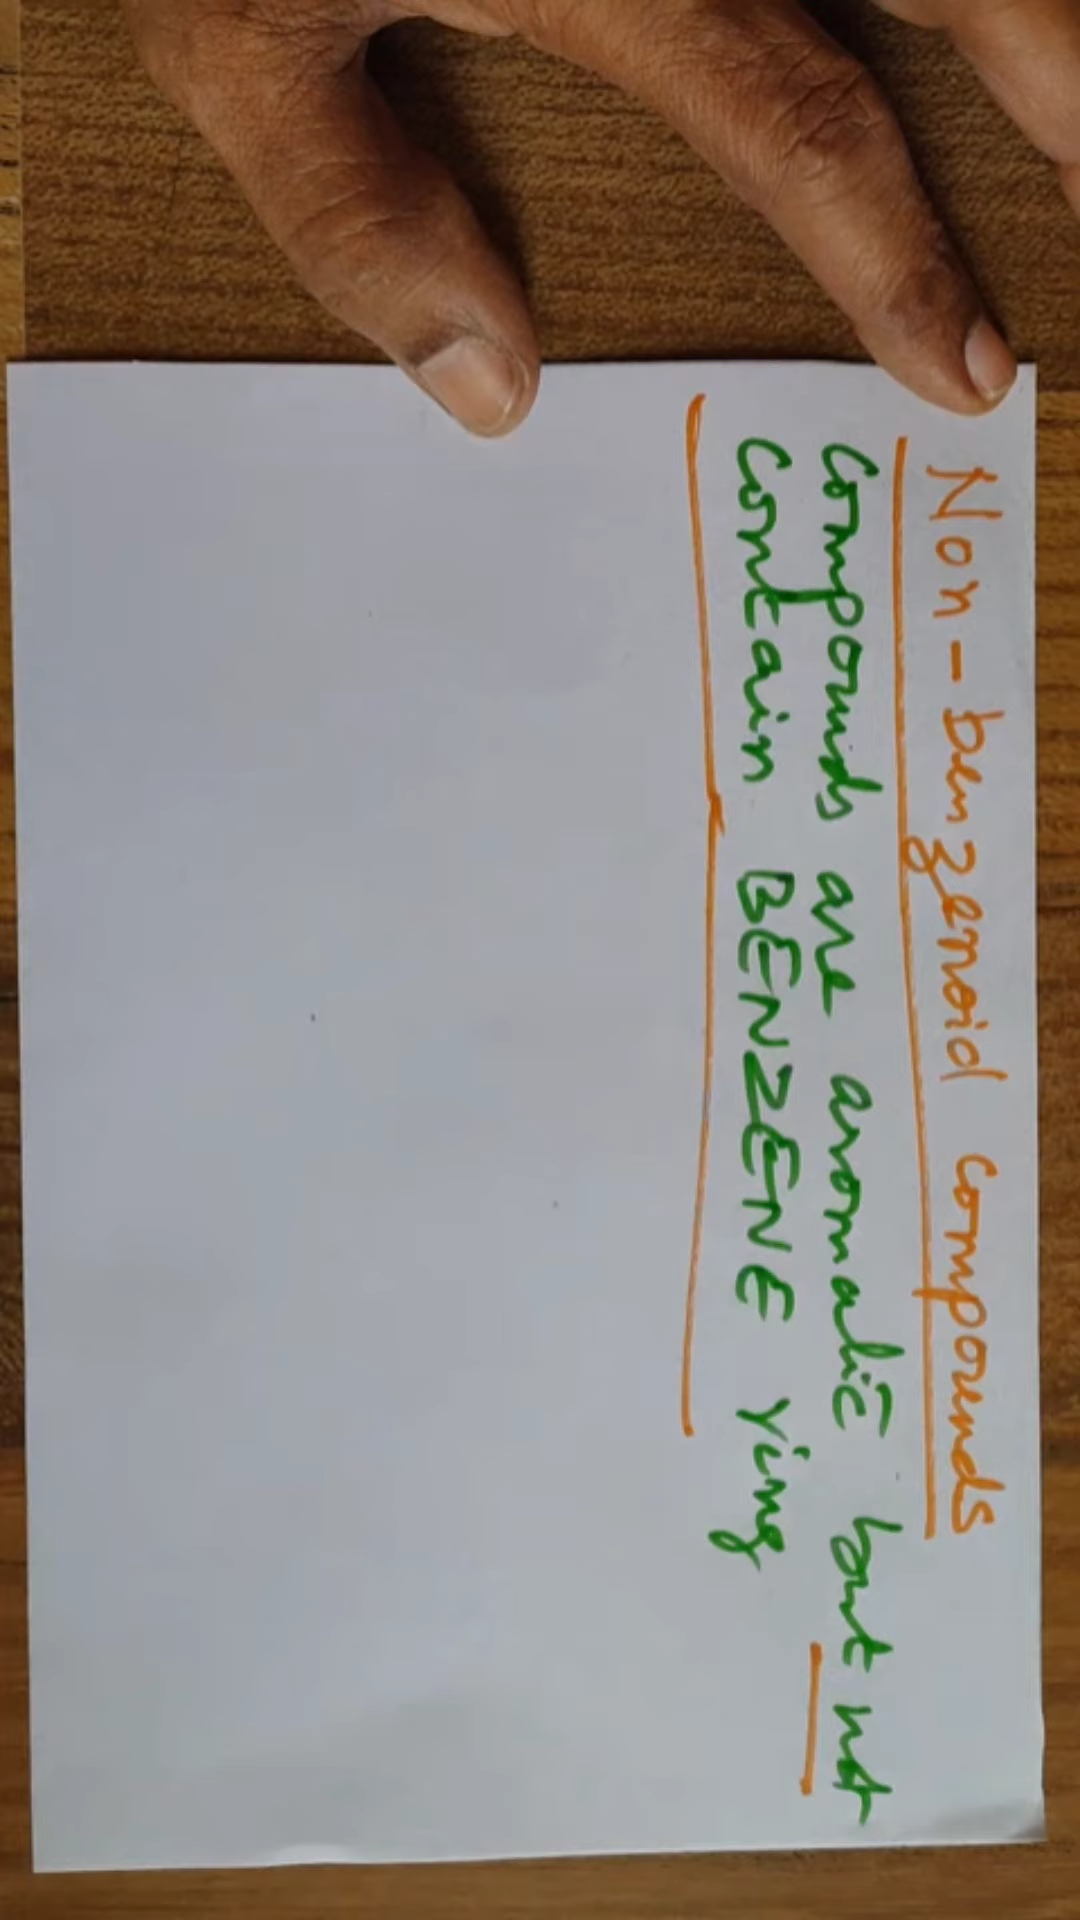 Non-benzenoid compounds
Compounds are aromatic but not
contain BENZENE ring